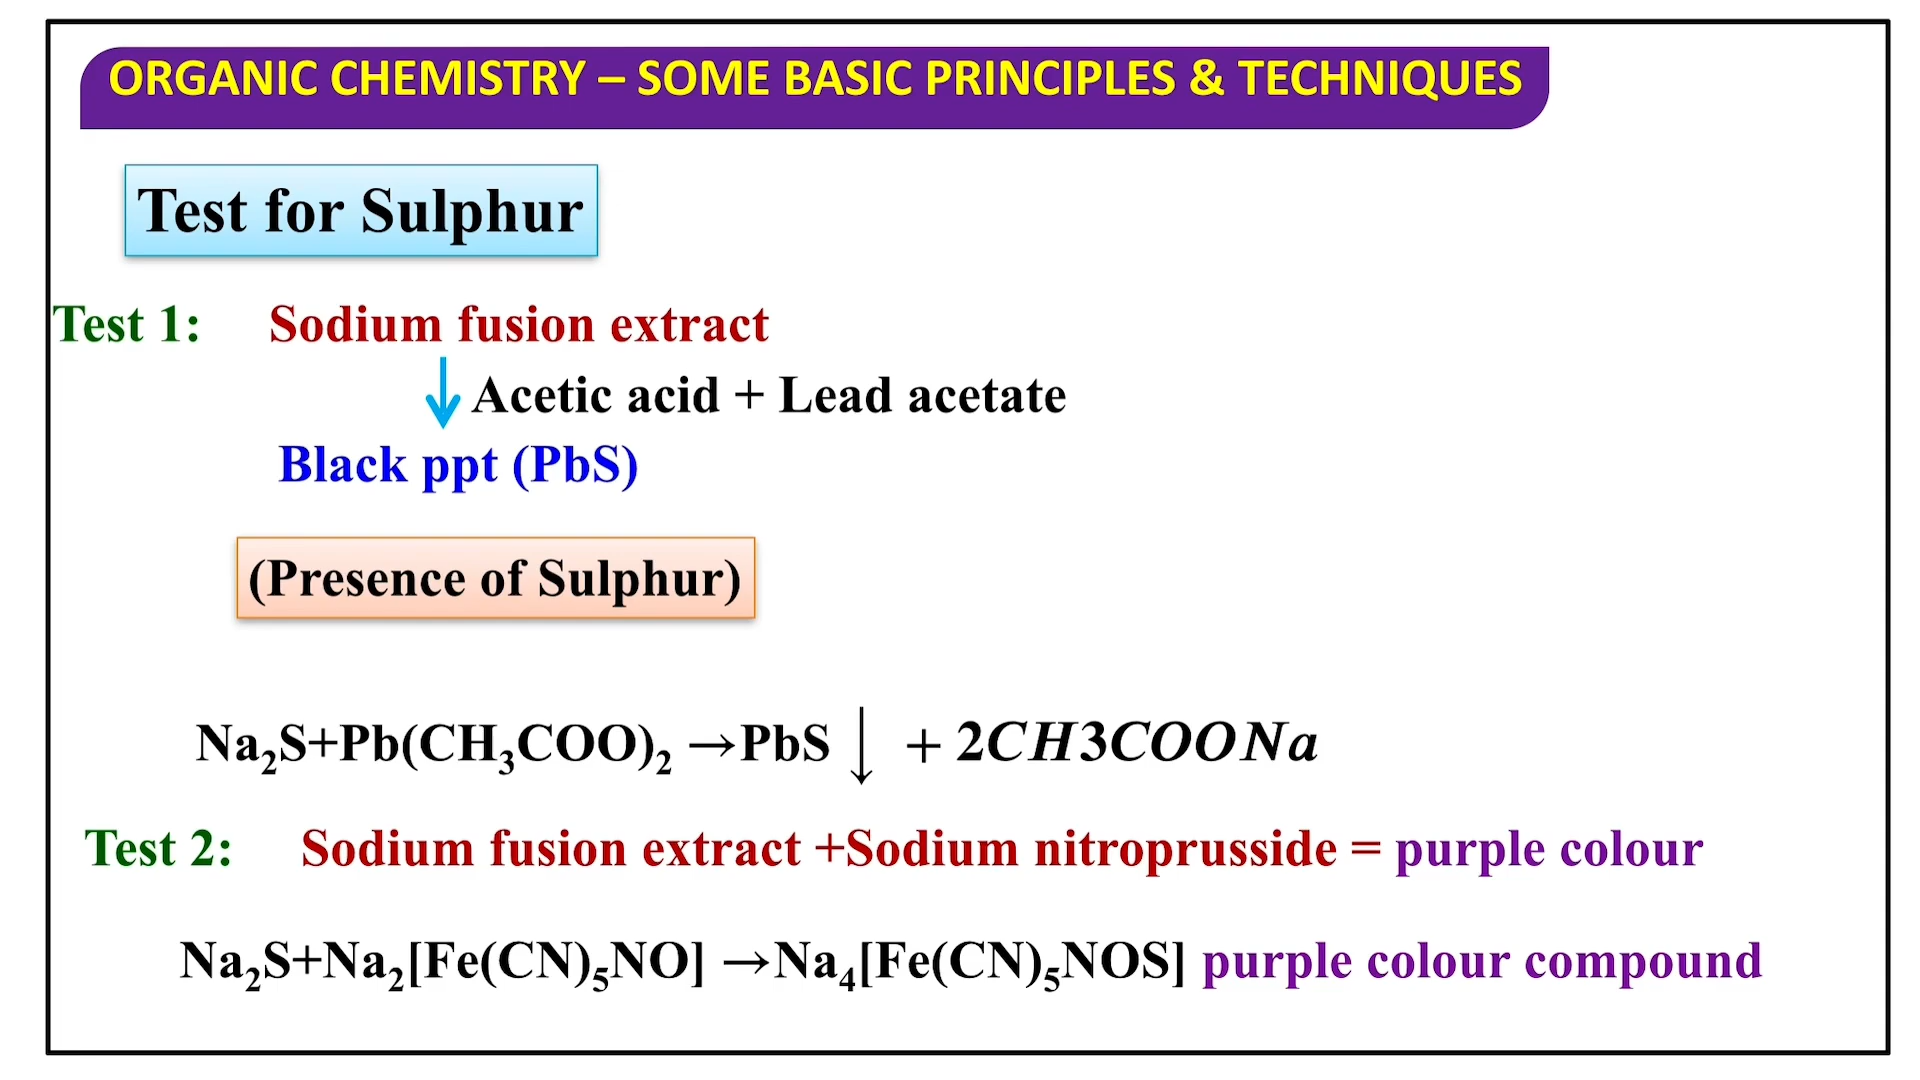 ORGANIC CHEMISTRY – SOME BASIC PRINCIPLES & TECHNIQUES
Test for Sulphur
Test 1: Sodium fusion extract
↓ Acetic acid + Lead acetate
Black ppt (PbS)
(Presence of Sulphur)
Na₂S+Pb(CH₃COO)₂ →PbS ↓ + 2CH3COONa
Test 2: Sodium fusion extract +Sodium nitroprusside = purple colour
Na₂S+Na₂[Fe(CN)₅NO] →Na₄[Fe(CN)₅NOS] purple colour compound